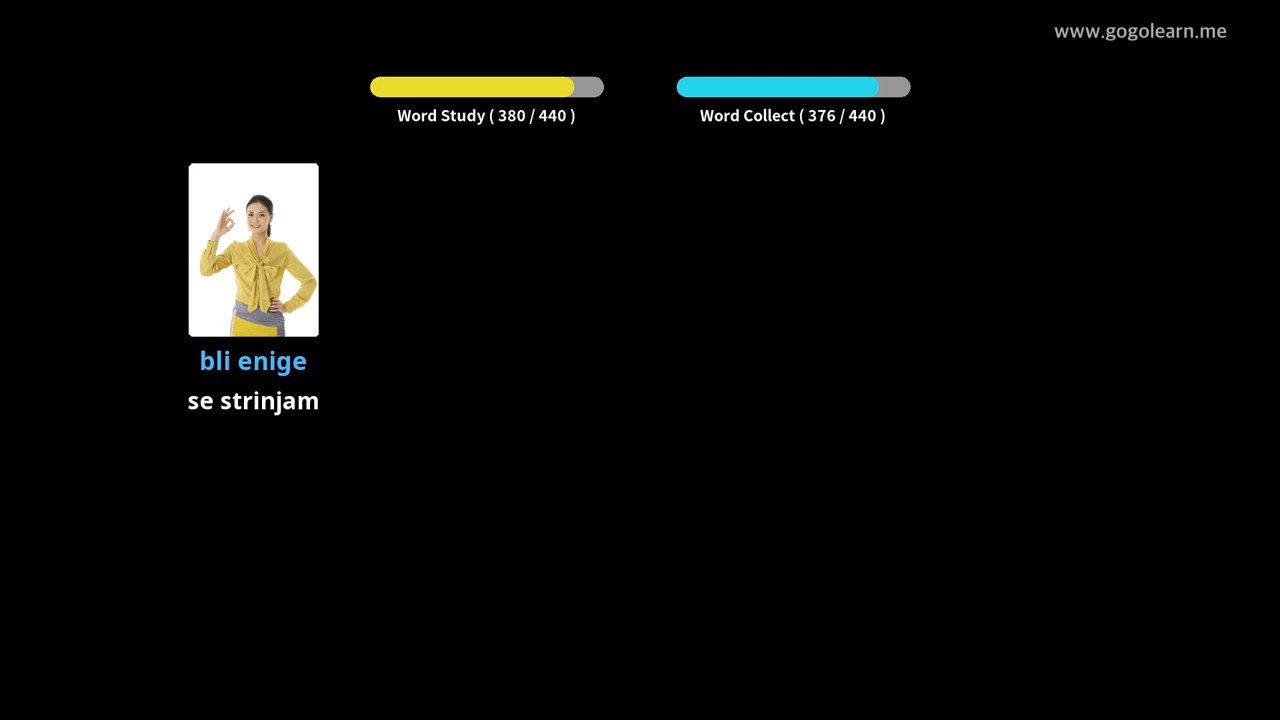 www.gogolearn.me
Word Study ( 380 / 440 )
Word Collect ( 376 / 440 )
bli enige
se strinjam